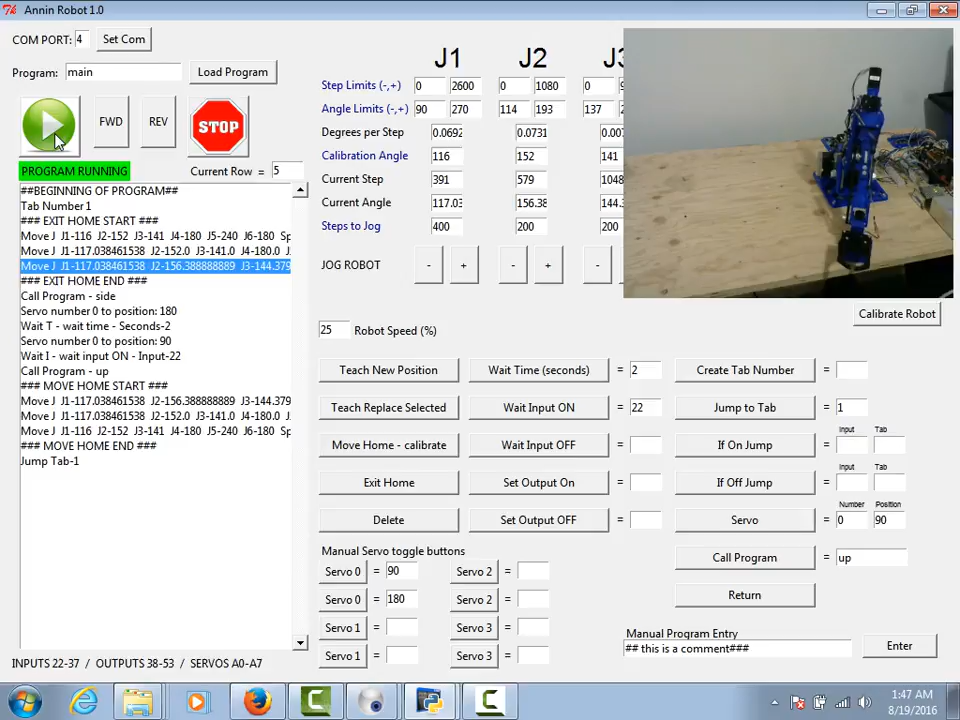 Annin Robot 1.0
COM PORT: 4 Set Com
Program: main Load Program
FWD REV STOP
PROGRAM RUNNING Current Row = 5
##BEGINNING OF PROGRAM##
Tab Number 1
### EXIT HOME START ###
Move J J1-116 J2-152 J3-141 J4-180 J5-240 J6-180 Sp
Move J J1-117.038461538 J2-152.0 J3-141.0 J4-180.0 J
Move J J1-117.038461538 J2-156.388888889 J3-144.379
### EXIT HOME END ###
Call Program - side
Servo number 0 to position: 180
Wait T - wait time - Seconds-2
Servo number 0 to position: 90
Wait I - wait input ON - Input-22
Call Program - up
### MOVE HOME START ###
Move J J1-117.038461538 J2-156.388888889 J3-144.379
Move J J1-117.038461538 J2-152.0 J3-141.0 J4-180.0 J
Move J J1-116 J2-152 J3-141 J4-180 J5-240 J6-180 Sp
### MOVE HOME END ###
Jump Tab-1
INPUTS 22-37 / OUTPUTS 38-53 / SERVOS A0-A7
J1 J2 J3
Step Limits (-,+) 0 2600 0 1080 0
Angle Limits (-,+) 90 270 114 193 137
Degrees per Step 0.0692 0.0731 0.007
Calibration Angle 116 152 141
Current Step 391 579 1048
Current Angle 117.03 156.38 144.
Steps to Jog 400 200 200
JOG ROBOT - + - + -
Calibrate Robot
25 Robot Speed (%)
Teach New Position Wait Time (seconds) = 2 Create Tab Number =
Teach Replace Selected Wait Input ON = 22 Jump to Tab = 1
Input Tab
Move Home - calibrate Wait Input OFF = If On Jump =
Input Tab
Exit Home Set Output On = If Off Jump =
Number Position
Delete Set Output OFF = Servo = 0 90
Manual Servo toggle buttons
Call Program = up
Servo 0 = 90 Servo 2 =
Servo 0 = 180 Servo 2 =
Return
Servo 1 = Servo 3 =
Servo 1 = Servo 3 =
Manual Program Entry
## this is a comment### Enter
1:47 AM
8/19/2016